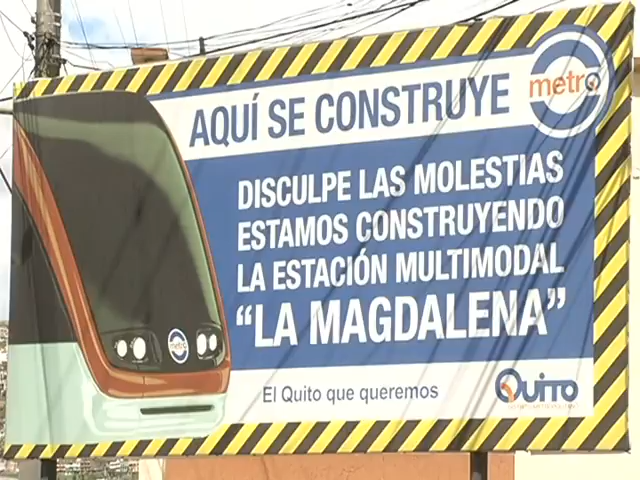 AQUÍ SE CONSTRUYE
metro
DISCULPE LAS MOLESTIAS
ESTAMOS CONSTRUYENDO
LA ESTACIÓN MULTIMODAL
“LA MAGDALENA”
metro
El Quito que queremos
QUITO